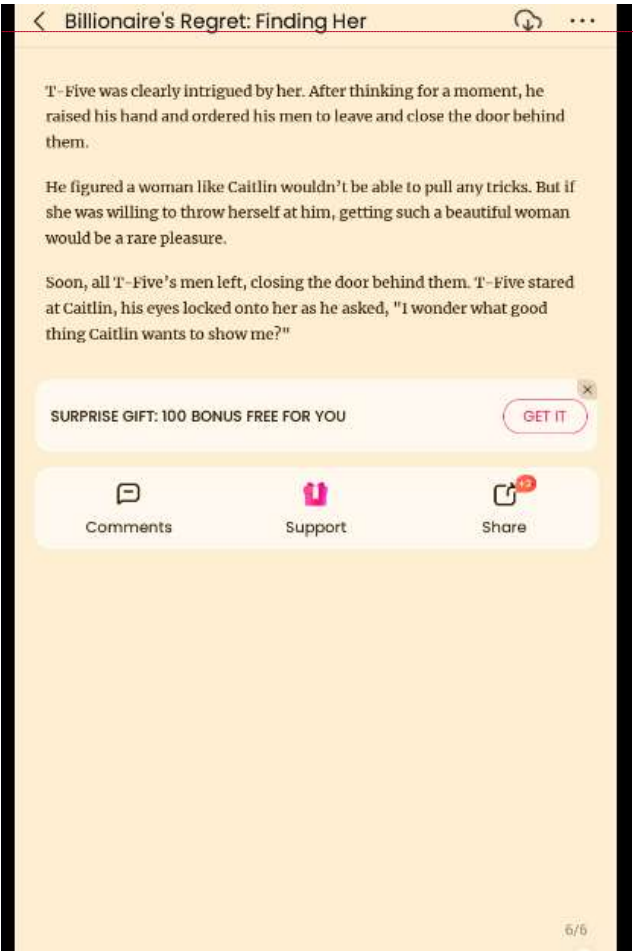 Billionaire's Regret: Finding Her
T-Five was clearly intrigued by her. After thinking for a moment, he
raised his hand and ordered his men to leave and close the door behind
them.
He figured a woman like Caitlin wouldn't be able to pull any tricks. But if
she was willing to throw herself at him, getting such a beautiful woman
would be a rare pleasure.
Soon, all T-Five's men left, closing the door behind them. T-Five stared
at Caitlin, his eyes locked onto her as he asked, "I wonder what good
thing Caitlin wants to show me?"
SURPRISE GIFT: 100 BONUS FREE FOR YOU
GET IT
+2
Comments
Support
Share
6/6